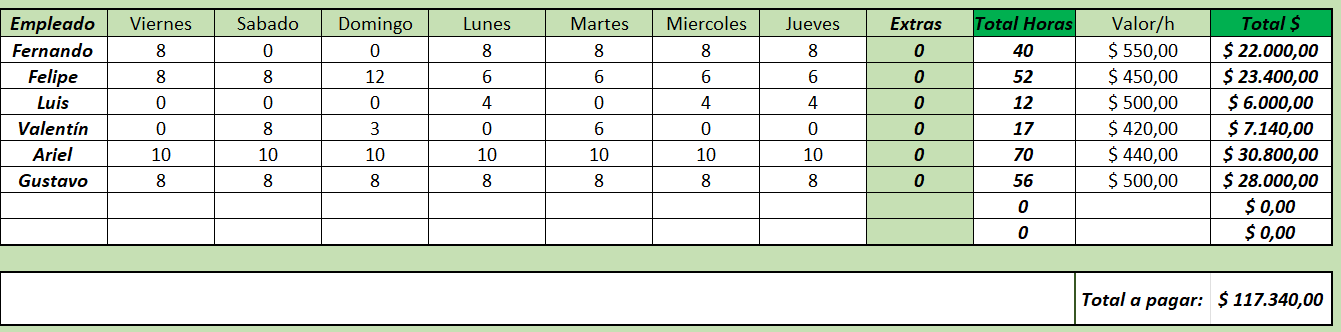 Empleado Viernes Sabado Domingo Lunes Martes Miercoles Jueves Extras Total Horas Valor/h Total $
Fernando 8 0 0 8 8 8 8 0 40 $ 550,00 $ 22.000,00
Felipe 8 8 12 6 6 6 6 0 52 $ 450,00 $ 23.400,00
Luis 0 0 0 4 0 4 4 0 12 $ 500,00 $ 6.000,00
Valentín 0 8 3 0 6 0 0 0 17 $ 420,00 $ 7.140,00
Ariel 10 10 10 10 10 10 10 0 70 $ 440,00 $ 30.800,00
Gustavo 8 8 8 8 8 8 8 0 56 $ 500,00 $ 28.000,00
0 $ 0,00
0 $ 0,00
Total a pagar: $ 117.340,00